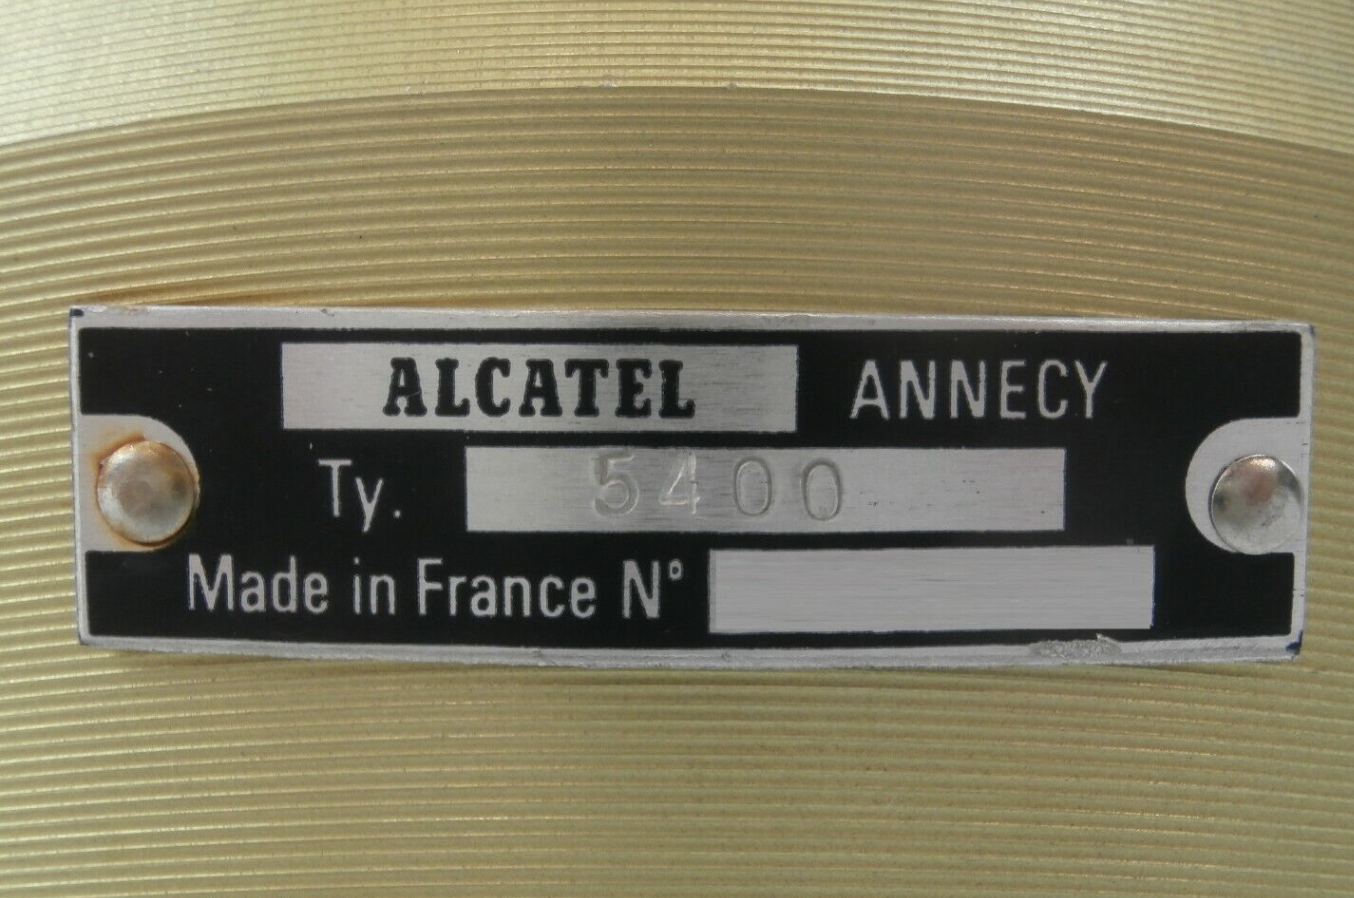 ALCATEL ANNECY
Ty. 5400
Made in France N°